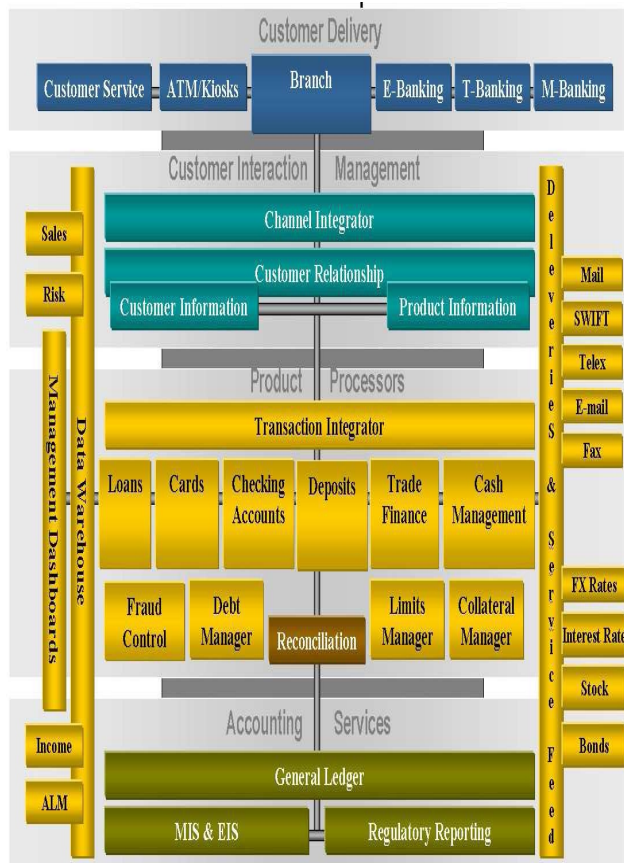 Customer Delivery
Customer Service
ATM/Kiosks
Branch
E-Banking
T-Banking
M-Banking
Customer Interaction Management
Channel Integrator
Customer Relationship
Customer Information
Product Information
Sales
Risk
Management Dashboards
Data Warehouse
Income
ALM
Product Processors
Transaction Integrator
Loans
Cards
Checking
Accounts
Deposits
Trade
Finance
Cash
Management
Fraud
Control
Debt
Manager
Reconciliation
Limits
Manager
Collateral
Manager
Accounting Services
General Ledger
MIS & EIS
Regulatory Reporting
DeleverieS & Service Feed
Mail
SWIFT
Telex
E-mail
Fax
FX Rates
Interest Rate
Stock
Bonds